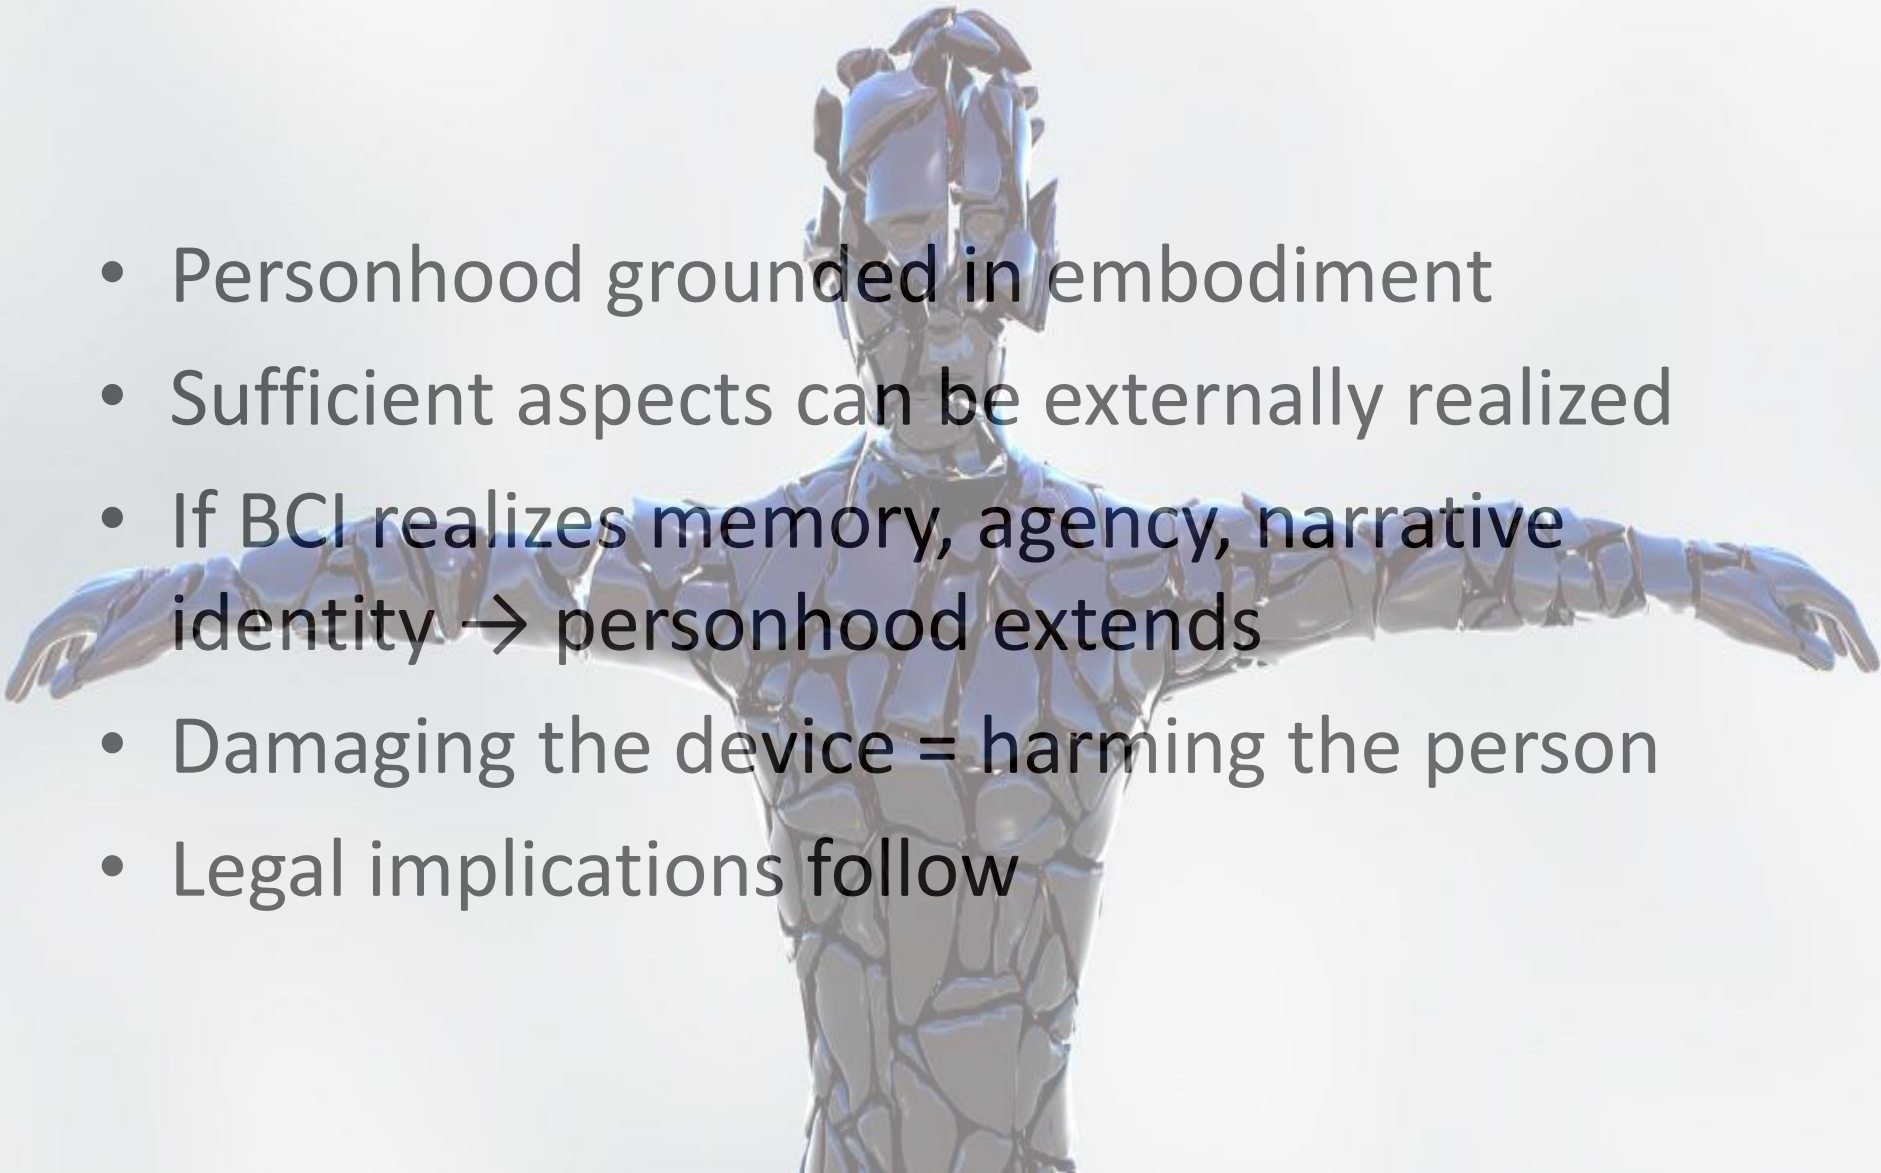 • Personhood grounded in embodiment
• Sufficient aspects can be externally realized
• If BCI realizes memory, agency, narrative
identity → personhood extends
• Damaging the device = harming the person
• Legal implications follow